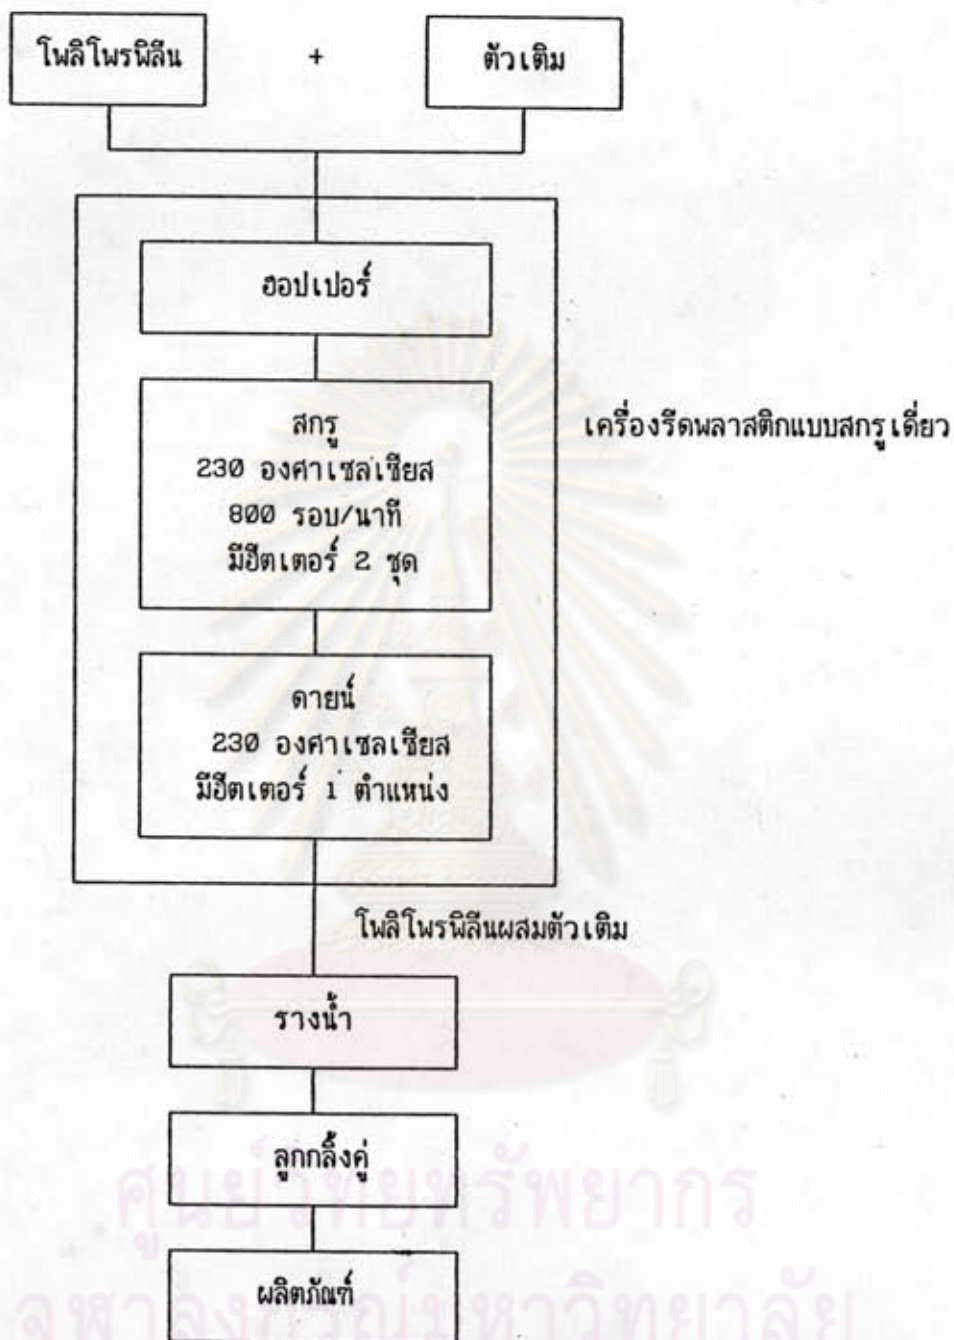 โพลิโพรพิลีน + ตัวเติม
ฮอปเปอร์
สกรู
230 องศาเซลเซียส
800 รอบ/นาที
มีฮีตเตอร์ 2 ชุด
เครื่องรีดพลาสติกแบบสกรูเดี่ยว
ดายน์
230 องศาเซลเซียส
มีฮีตเตอร์ 1 ตำแหน่ง
โพลิโพรพิลีนผสมตัวเติม
รางน้ำ
ลูกกลิ้งคู่
ศูนย์วิทยทรัพยากร
ผลิตภัณฑ์
จุฬาลงกรณ์มหาวิทยาลัย